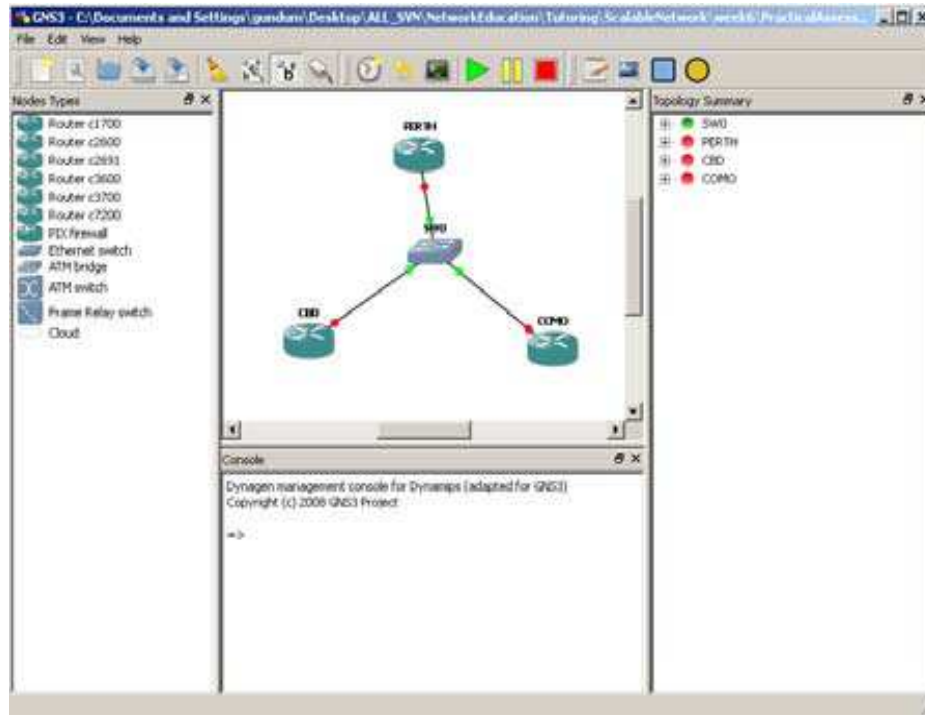 GNS3 - C:\Documents and Settings\gundum\Desktop\ALL_SVN\NetworkEducation\Tutoring\ScalableNetwork\week6\PracticalAssess...
File Edit View Help
Nodes Types
Router c1700
Router c2600
Router c2691
Router c3600
Router c3700
Router c7200
PIX firewall
Ethernet switch
ATM bridge
ATM switch
Frame Relay switch
Cloud
PERTH
SW0
CBD
COMO
Topology Summary
SW0
PERTH
CBD
COMO
Console
Dynagen management console for Dynamips (adapted for GNS3)
Copyright (c) 2008 GNS3 Project
=>